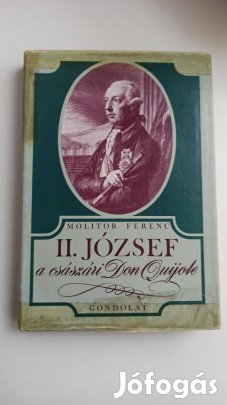 MOLITOR FERENC
II. JÓZSEF
a császári Don Quijote
GONDOLAT
Jófogás